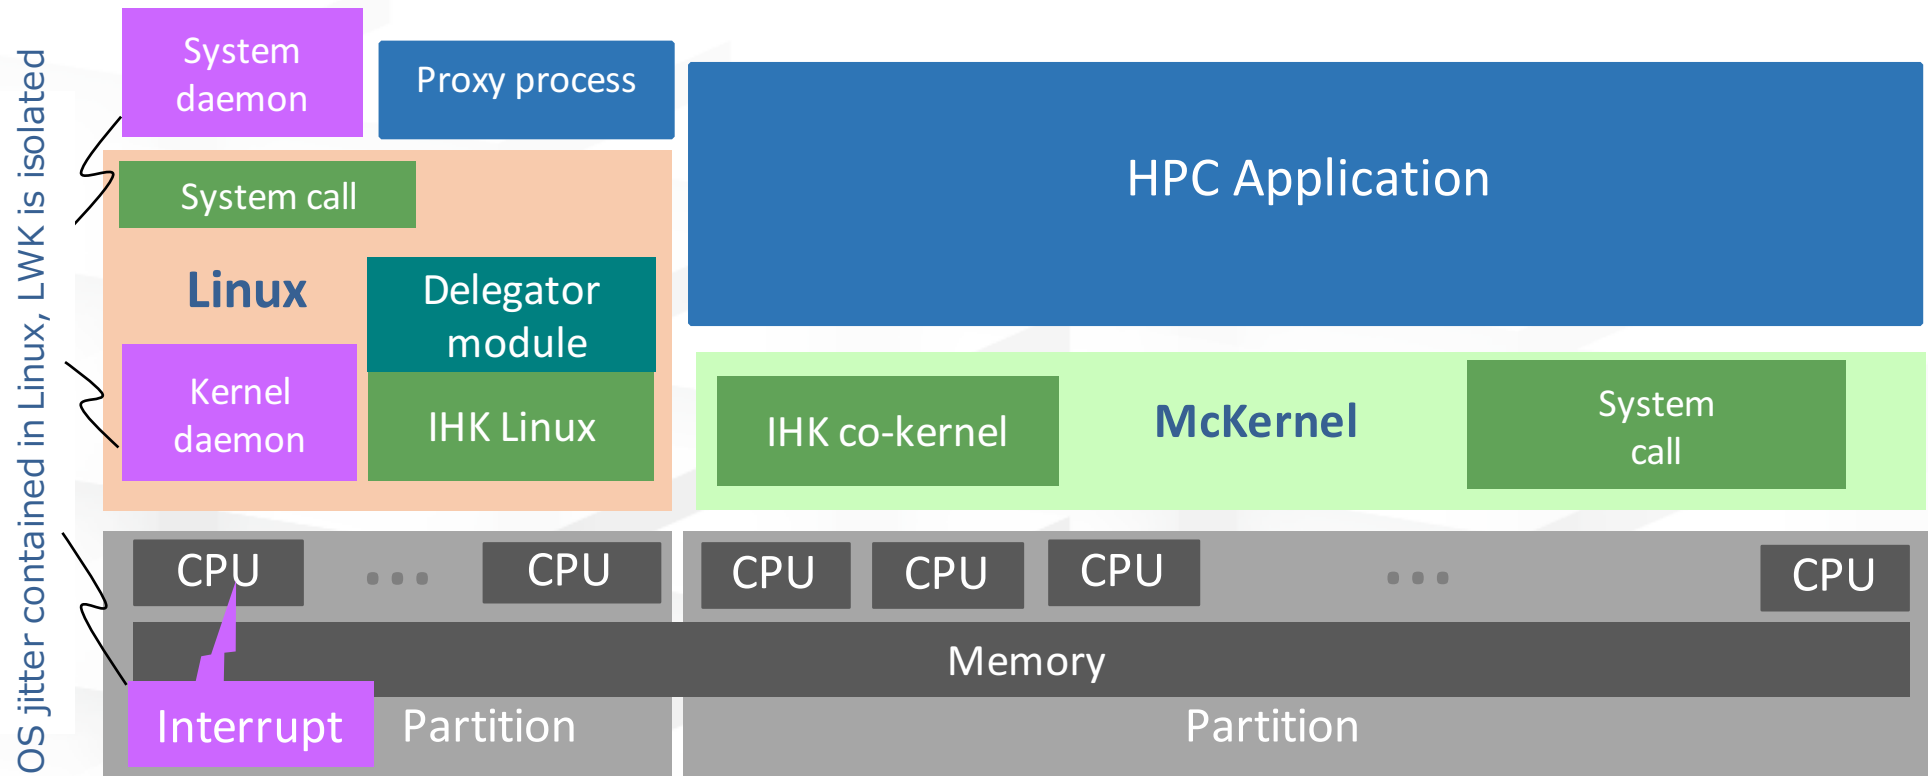 OS jitter contained in Linux, LWK is isolated
System
daemon
Proxy process
HPC Application
System call
Linux
Delegator
module
Kernel
daemon
IHK Linux
IHK co-kernel
McKernel
System
call
CPU
...
CPU
CPU
CPU
CPU
...
CPU
Memory
Interrupt
Partition
Partition